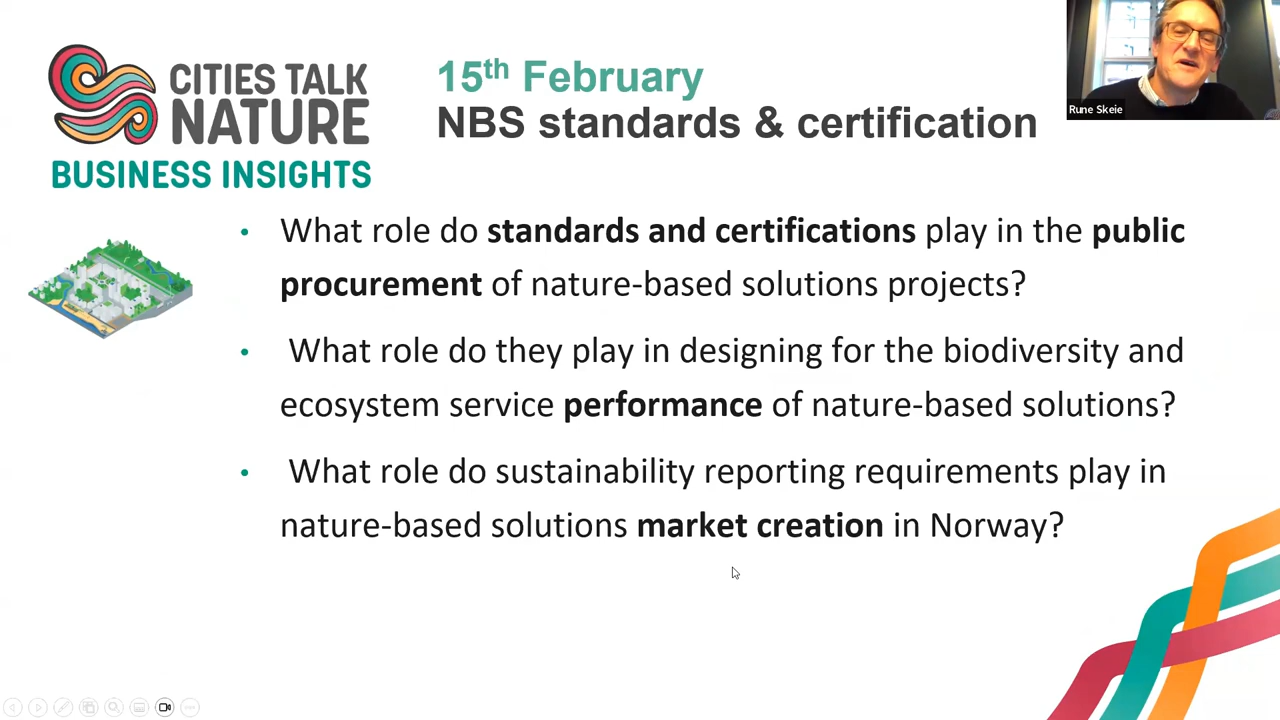 CITIES TALK
NATURE
BUSINESS INSIGHTS
15th February
NBS standards & certification
Rune Skeie
• What role do standards and certifications play in the public
procurement of nature-based solutions projects?
• What role do they play in designing for the biodiversity and
ecosystem service performance of nature-based solutions?
• What role do sustainability reporting requirements play in
nature-based solutions market creation in Norway?